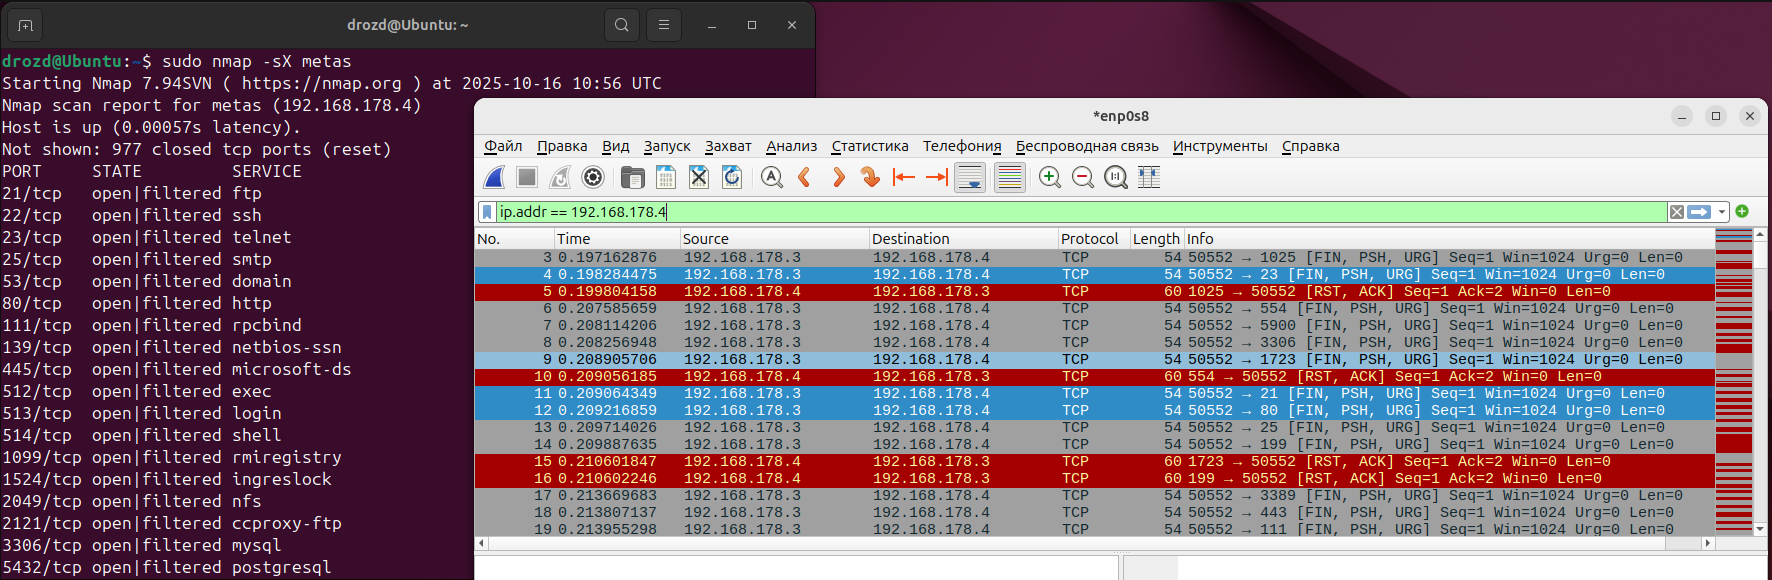 drozd@Ubuntu: ~
drozd@Ubuntu:~$ sudo nmap -sX metas
Starting Nmap 7.94SVN ( https://nmap.org ) at 2025-10-16 10:56 UTC
Nmap scan report for metas (192.168.178.4)
Host is up (0.00057s latency).
Not shown: 977 closed tcp ports (reset)
PORT STATE SERVICE
21/tcp open|filtered ftp
22/tcp open|filtered ssh
23/tcp open|filtered telnet
25/tcp open|filtered smtp
53/tcp open|filtered domain
80/tcp open|filtered http
111/tcp open|filtered rpcbind
139/tcp open|filtered netbios-ssn
445/tcp open|filtered microsoft-ds
512/tcp open|filtered exec
513/tcp open|filtered login
514/tcp open|filtered shell
1099/tcp open|filtered rmiregistry
1524/tcp open|filtered ingreslock
2049/tcp open|filtered nfs
2121/tcp open|filtered ccproxy-ftp
3306/tcp open|filtered mysql
5432/tcp open|filtered postgresql
*enp0s8
Файл Правка Вид Запуск Захват Анализ Статистика Телефония Беспроводная связь Инструменты Справка
ip.addr == 192.168.178.4
No. Time Source Destination Protocol Length Info
3 0.197162876 192.168.178.3 192.168.178.4 TCP 54 50552 → 1025 [FIN, PSH, URG] Seq=1 Win=1024 Urg=0 Len=0
4 0.198284475 192.168.178.3 192.168.178.4 TCP 54 50552 → 23 [FIN, PSH, URG] Seq=1 Win=1024 Urg=0 Len=0
5 0.199804158 192.168.178.4 192.168.178.3 TCP 60 1025 → 50552 [RST, ACK] Seq=1 Ack=2 Win=0 Len=0
6 0.207585659 192.168.178.3 192.168.178.4 TCP 54 50552 → 554 [FIN, PSH, URG] Seq=1 Win=1024 Urg=0 Len=0
7 0.208114206 192.168.178.3 192.168.178.4 TCP 54 50552 → 5900 [FIN, PSH, URG] Seq=1 Win=1024 Urg=0 Len=0
8 0.208256948 192.168.178.3 192.168.178.4 TCP 54 50552 → 3306 [FIN, PSH, URG] Seq=1 Win=1024 Urg=0 Len=0
9 0.208905706 192.168.178.3 192.168.178.4 TCP 54 50552 → 1723 [FIN, PSH, URG] Seq=1 Win=1024 Urg=0 Len=0
10 0.209056185 192.168.178.4 192.168.178.3 TCP 60 554 → 50552 [RST, ACK] Seq=1 Ack=2 Win=0 Len=0
11 0.209064349 192.168.178.3 192.168.178.4 TCP 54 50552 → 21 [FIN, PSH, URG] Seq=1 Win=1024 Urg=0 Len=0
12 0.209216859 192.168.178.3 192.168.178.4 TCP 54 50552 → 80 [FIN, PSH, URG] Seq=1 Win=1024 Urg=0 Len=0
13 0.209714026 192.168.178.3 192.168.178.4 TCP 54 50552 → 25 [FIN, PSH, URG] Seq=1 Win=1024 Urg=0 Len=0
14 0.209887635 192.168.178.3 192.168.178.4 TCP 54 50552 → 199 [FIN, PSH, URG] Seq=1 Win=1024 Urg=0 Len=0
15 0.210601847 192.168.178.4 192.168.178.3 TCP 60 1723 → 50552 [RST, ACK] Seq=1 Ack=2 Win=0 Len=0
16 0.210602246 192.168.178.4 192.168.178.3 TCP 60 199 → 50552 [RST, ACK] Seq=1 Ack=2 Win=0 Len=0
17 0.213669683 192.168.178.3 192.168.178.4 TCP 54 50552 → 3389 [FIN, PSH, URG] Seq=1 Win=1024 Urg=0 Len=0
18 0.213807137 192.168.178.3 192.168.178.4 TCP 54 50552 → 443 [FIN, PSH, URG] Seq=1 Win=1024 Urg=0 Len=0
19 0.213955298 192.168.178.3 192.168.178.4 TCP 54 50552 → 111 [FIN, PSH, URG] Seq=1 Win=1024 Urg=0 Len=0